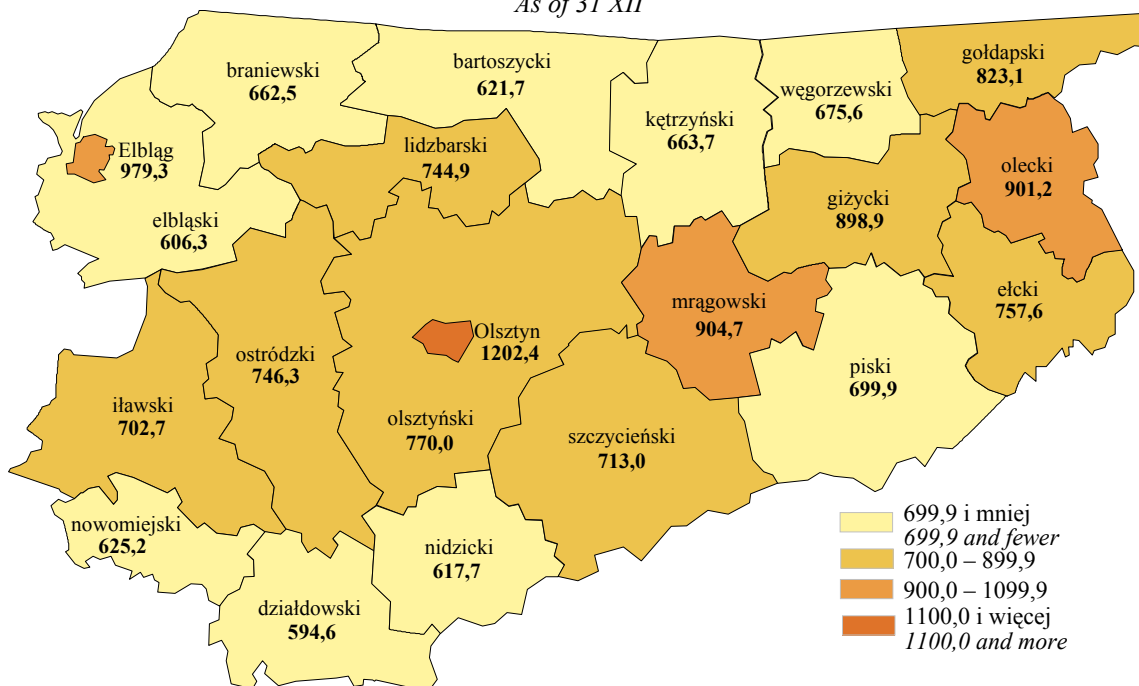 As of 31 XII
gołdapski
823,1
bartoszycki
621,7
braniewski
662,5
węgorzewski
675,6
kętrzyński
663,7
Elbląg
979,3
lidzbarski
744,9
olecki
901,2
giżycki
898,9
elbląski
606,3
ełcki
757,6
mrągowski
904,7
Olsztyn
1202,4
ostródzki
746,3
piski
699,9
iławski
702,7
olsztyński
770,0
szczycieński
713,0
nowomiejski
625,2
nidzicki
617,7
działdowski
594,6
699,9 i mniej
699,9 and fewer
700,0 – 899,9
900,0 – 1099,9
1100,0 i więcej
1100,0 and more